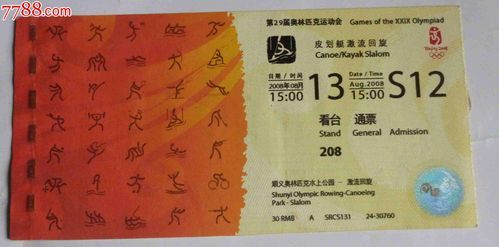 7788.com
第29届奥林匹克运动会 Games of the XXIX Olympiad
皮划艇激流回旋
Canoe/Kayak Slalom
Beijing 2008
日期 / 时间 Date / Time
2008年08月 13 Aug.2008 S12
15:00 15:00
看台 通票
Stand General Admission
208
顺义奥林匹克水上公园 - 激流回旋
Shunyi Olympic Rowing-Canoeing
Park - Slalom
30 RMB A SRCS131 24-30760